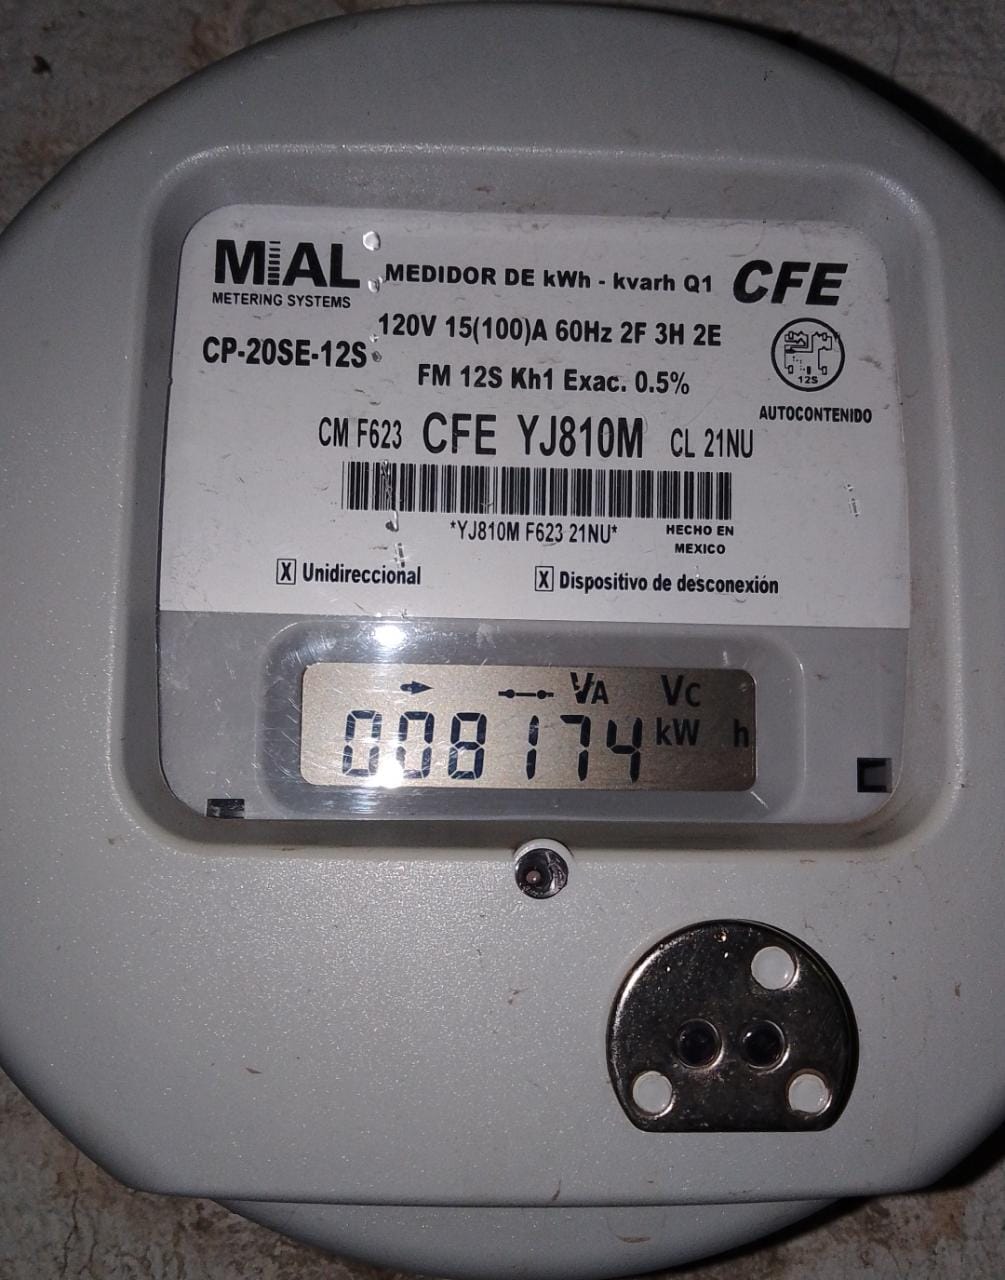 MIAL
METERING SYSTEMS
MEDIDOR DE kWh - kvarh Q1
CFE
CP-20SE-12S
120V 15(100)A 60Hz 2F 3H 2E
FM 12S Kh1 Exac. 0.5%
12S
AUTOCONTENIDO
CM F623 CFE YJ810M CL 21NU
*YJ810M F623 21NU*
HECHO EN
MEXICO
X Unidireccional
X Dispositivo de desconexión
VA VC
008174 kW h